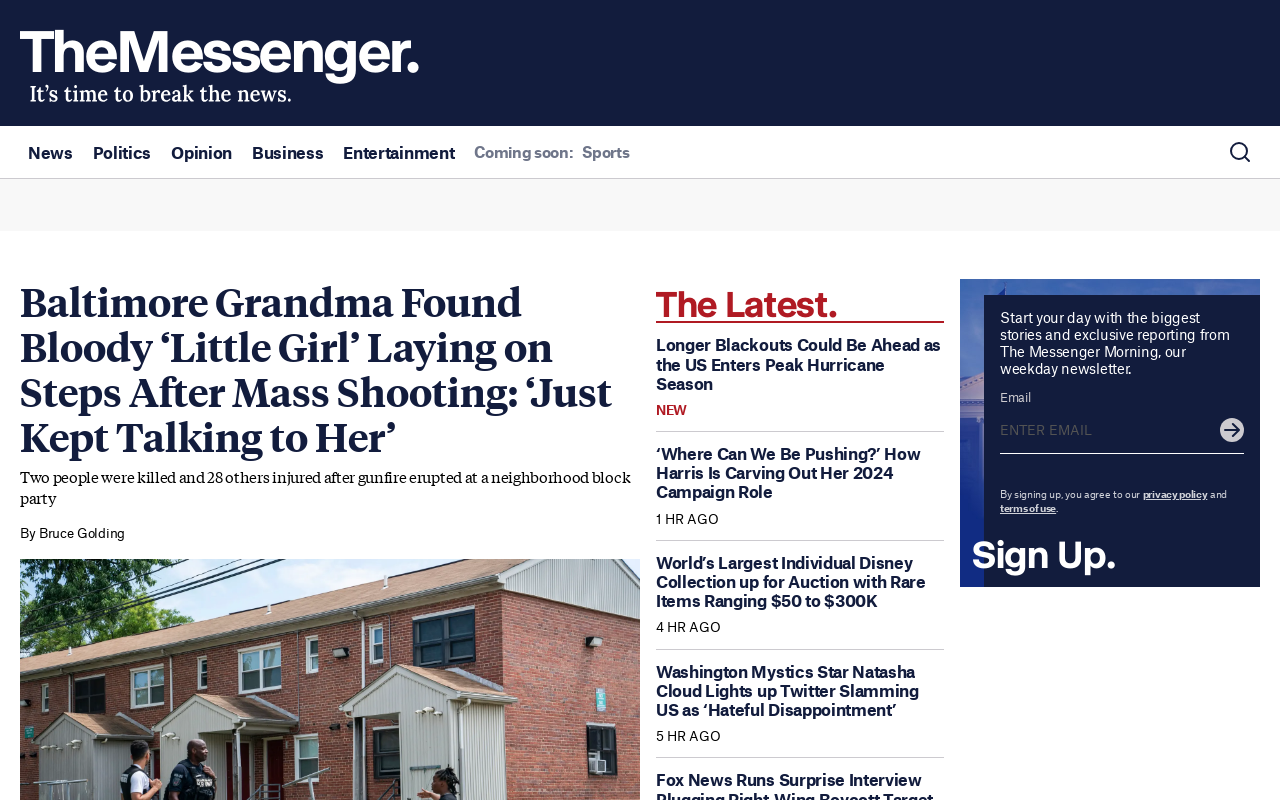 TheMessenger.
It's time to break the news.
News Politics Opinion Business Entertainment Coming soon: Sports
Baltimore Grandma Found
Bloody ‘Little Girl’ Laying on
Steps After Mass Shooting: ‘Just
Kept Talking to Her’
Two people were killed and 28 others injured after gunfire erupted at a neighborhood block
party
By Bruce Golding
The Latest.
Longer Blackouts Could Be Ahead as
the US Enters Peak Hurricane
Season
NEW
‘Where Can We Be Pushing?’ How
Harris Is Carving Out Her 2024
Campaign Role
1 HR AGO
World’s Largest Individual Disney
Collection up for Auction with Rare
Items Ranging $50 to $300K
4 HR AGO
Washington Mystics Star Natasha
Cloud Lights up Twitter Slamming
US as ‘Hateful Disappointment’
5 HR AGO
Fox News Runs Surprise Interview
Plugging Right-Wing Boycott Target
Start your day with the biggest
stories and exclusive reporting from
The Messenger Morning, our
weekday newsletter.
Email
ENTER EMAIL
By signing up, you agree to our privacy policy and
terms of use.
Sign Up.